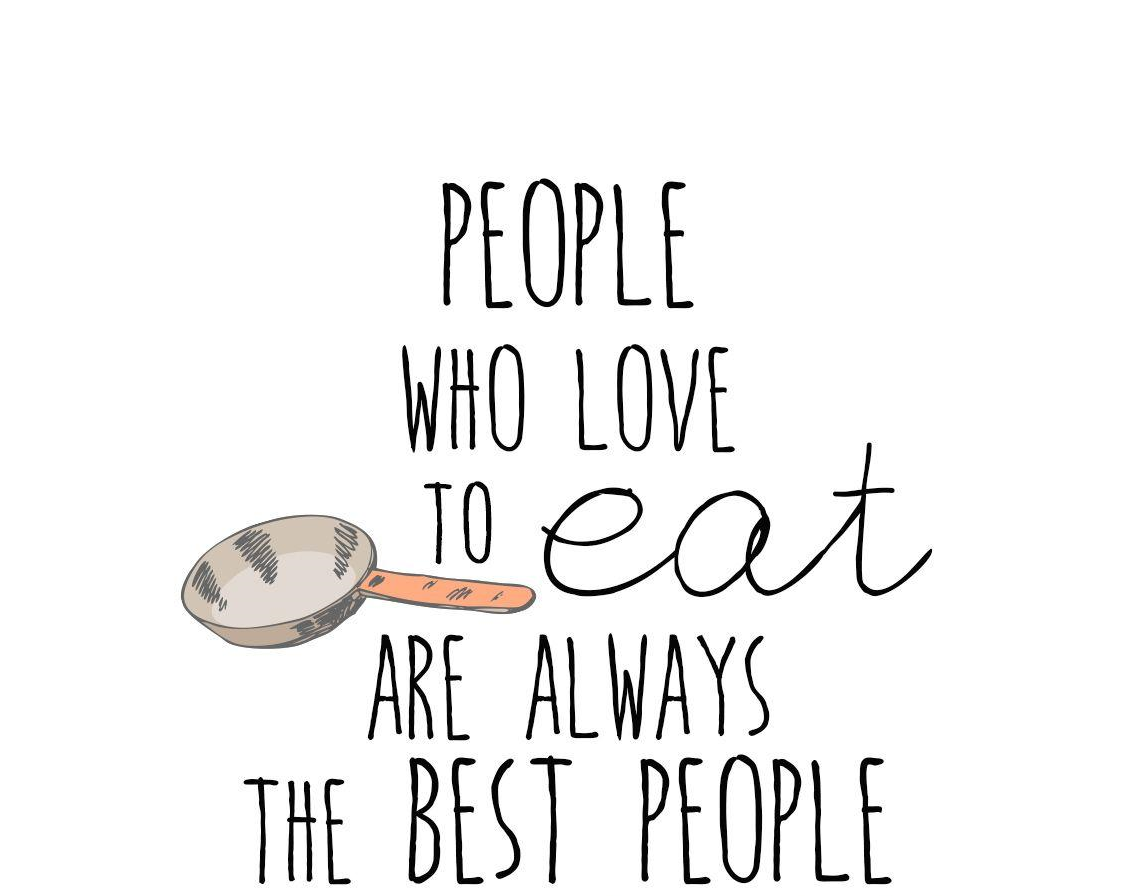 PEOPLE
WHO LOVE
TO eat
ARE ALWAYS
THE BEST PEOPLE